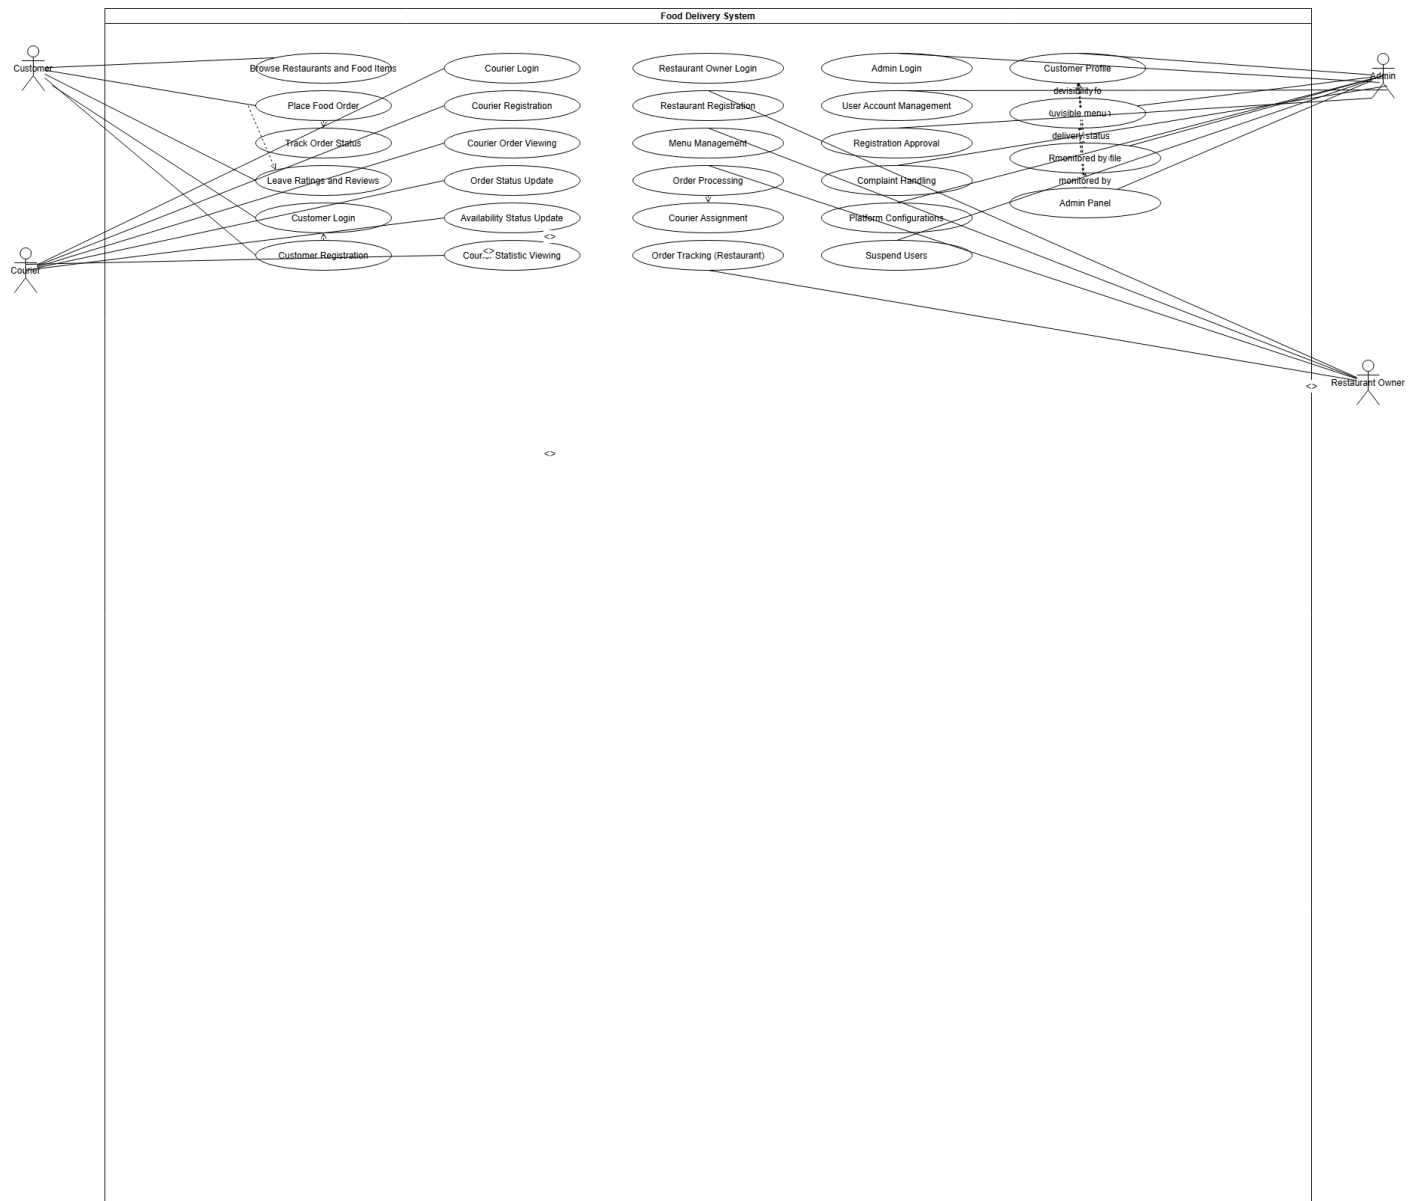 Food Delivery System
Customer
Browse Restaurants and Food Items
Courier Login
Restaurant Owner Login
Admin Login
Customer Profile
Admin
Place Food Order
Courier Registration
Restaurant Registration
User Account Management
Track Order Status
Courier Order Viewing
Menu Management
Registration Approval
delivery status
Leave Ratings and Reviews
Order Status Update
Order Processing
Complaint Handling
monitored by
Customer Login
Availability Status Update
Courier Assignment
Platform Configurations
Admin Panel
<>
Courier
Customer Registration
<>
Statistic Viewing
Order Tracking (Restaurant)
Suspend Users
Restaurant Owner
<>
<>